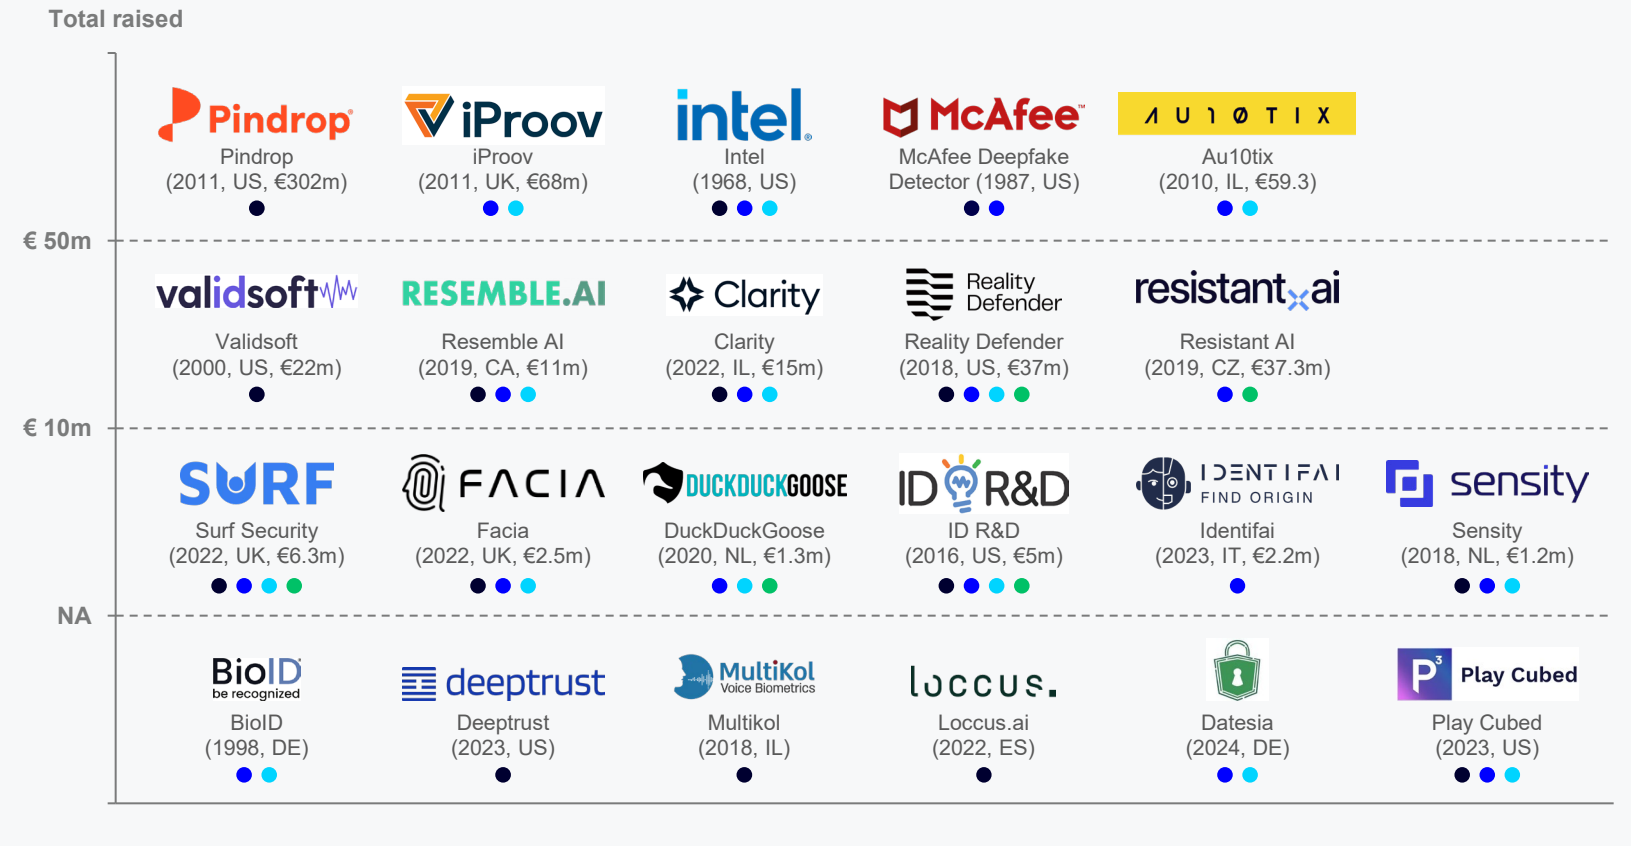 Total raised
Pindrop
iProov
intel
McAfee™
AU10TIX
Pindrop
(2011, US, €302m)
iProov
(2011, UK, €68m)
Intel
(1968, US)
McAfee Deepfake
Detector (1987, US)
Au10tix
(2010, IL, €59.3)
€ 50m
validsoft
RESEMBLE.AI
Clarity
Reality
Defender
resistant ai
Validsoft
(2000, US, €22m)
Resemble AI
(2019, CA, €11m)
Clarity
(2022, IL, €15m)
Reality Defender
(2018, US, €37m)
Resistant AI
(2019, CZ, €37.3m)
€ 10m
SURF
FACIA
DUCKDUCKGOOSE
ID R&D
IDENTIFAI
FIND ORIGIN
sensity
Surf Security
(2022, UK, €6.3m)
Facia
(2022, UK, €2.5m)
DuckDuckGoose
(2020, NL, €1.3m)
ID R&D
(2016, US, €5m)
Identifai
(2023, IT, €2.2m)
Sensity
(2018, NL, €1.2m)
NA
BioID
be recognized
deeptrust
MultiKol
Voice Biometrics
loccus.
P3 Play Cubed
BioID
(1998, DE)
Deeptrust
(2023, US)
Multikol
(2018, IL)
Loccus.ai
(2022, ES)
Datesia
(2024, DE)
Play Cubed
(2023, US)